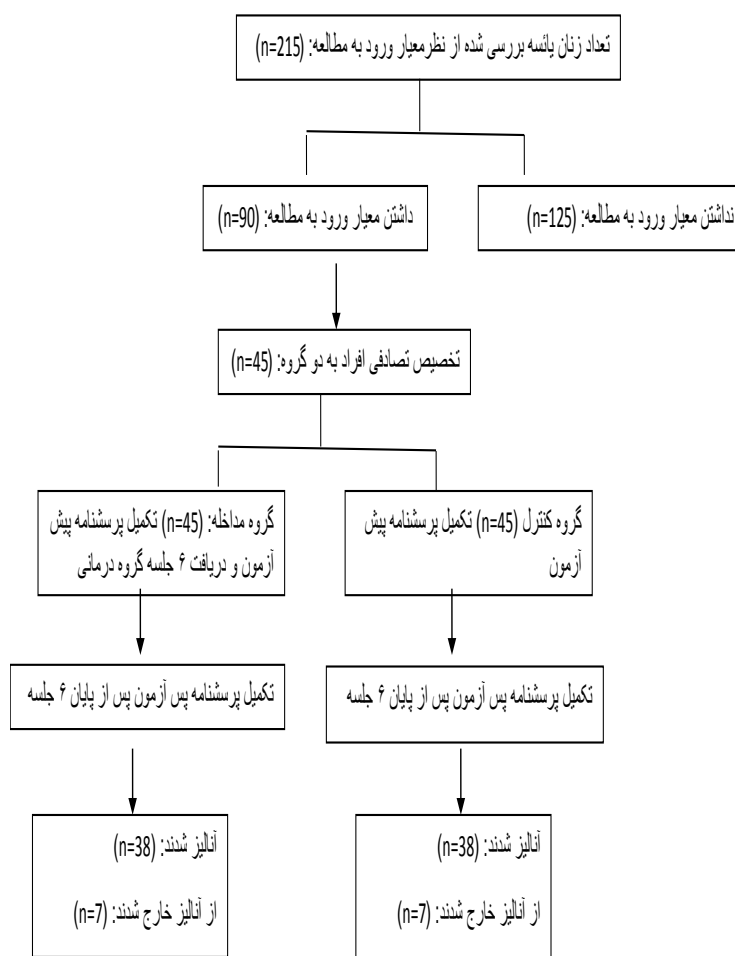 تعداد زنان یائسه بررسی شده از نظرمعیار ورود به مطالعه: (n=215)
نداشتن معیار ورود به مطالعه: (n=125)
داشتن معیار ورود به مطالعه: (n=90)
تخصیص تصادفی افراد به دو گروه: (n=45)
گروه کنترل (n=45) تکمیل پرسشنامه پیش
آزمون
گروه مداخله: (n=45) تکمیل پرسشنامه پیش
آزمون و دریافت ۶ جلسه گروه درمانی
تکمیل پرسشنامه پس آزمون پس از پایان ۶ جلسه
تکمیل پرسشنامه پس آزمون پس از پایان ۶ جلسه
آنالیز شدند: (n=38)
از آنالیز خارج شدند: (n=7)
آنالیز شدند: (n=38)
از آنالیز خارج شدند: (n=7)